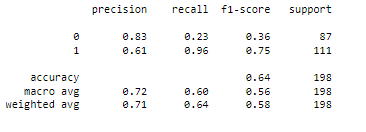 precision recall f1-score support
0 0.83 0.23 0.36 87
1 0.61 0.96 0.75 111
accuracy 0.64 198
macro avg 0.72 0.60 0.56 198
weighted avg 0.71 0.64 0.58 198